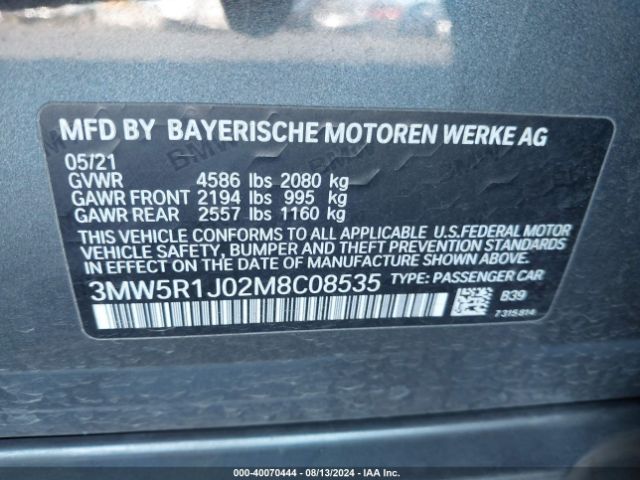 MFD BY BAYERISCHE MOTOREN WERKE AG
05/21
GVWR 4586 lbs 2080 kg
GAWR FRONT 2194 lbs 995 kg
GAWR REAR 2557 lbs 1160 kg
THIS VEHICLE CONFORMS TO ALL APPLICABLE U.S.FEDERAL MOTOR
VEHICLE SAFETY, BUMPER AND THEFT PREVENTION STANDARDS
IN EFFECT ON THE DATE OF MANUFACTURE SHOWN ABOVE.
3MW5R1J02M8C08535 TYPE: PASSENGER CAR
B39
7315814
000-40070444 - 08/13/2024 - IAA Inc.